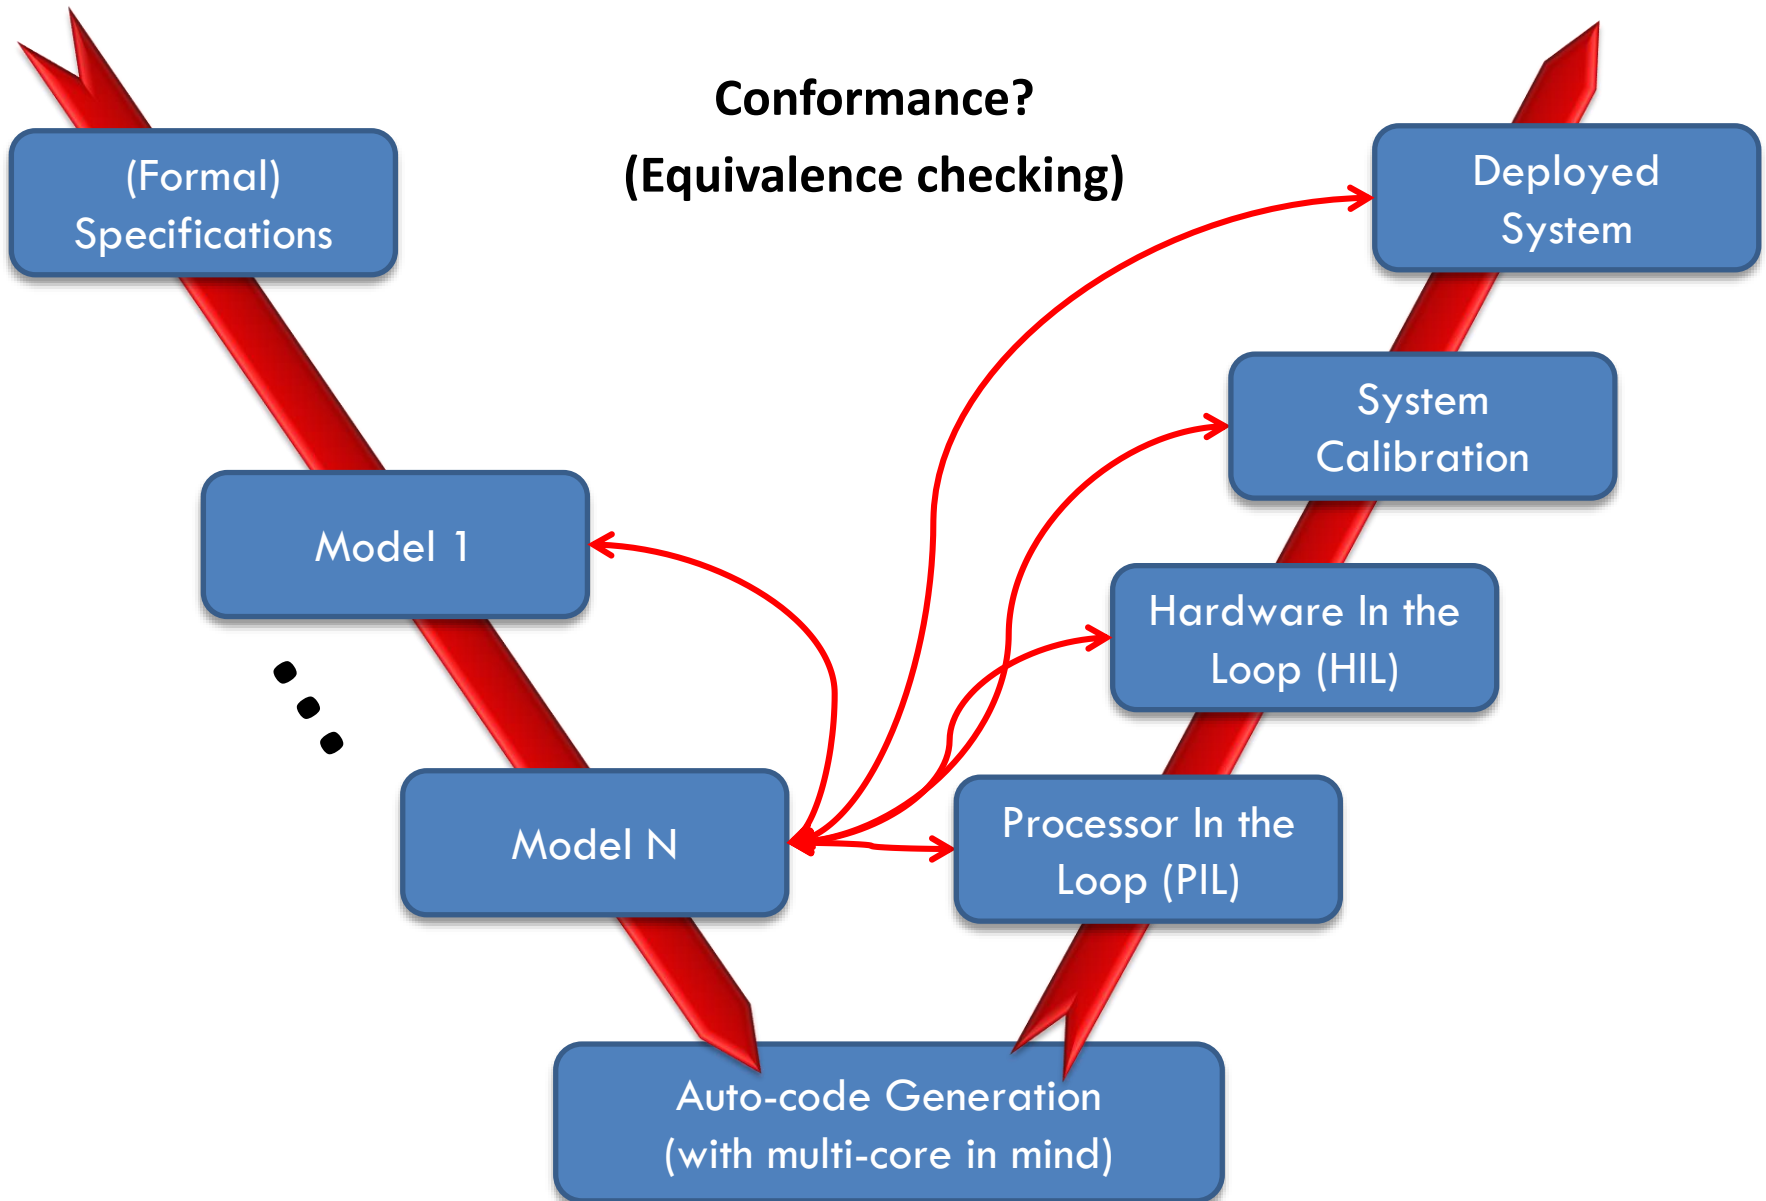 Conformance?
(Equivalence checking)
(Formal)
Specifications
Deployed
System
System
Calibration
Model 1
Hardware In the
Loop (HIL)
Model N
Processor In the
Loop (PIL)
Auto-code Generation
(with multi-core in mind)